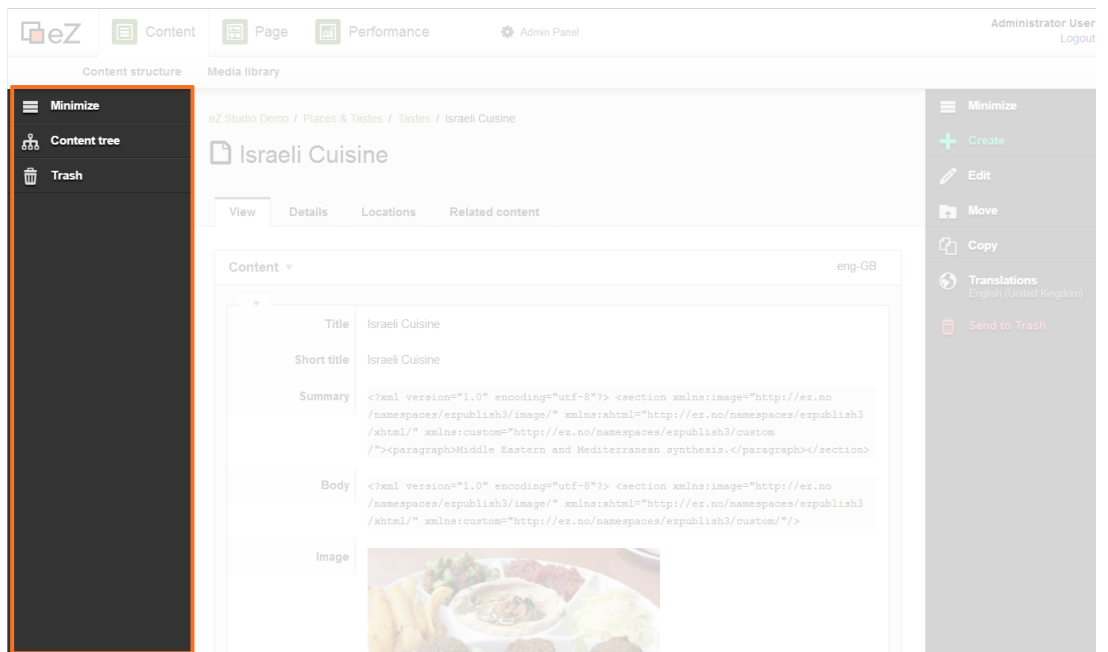 eZ
Content
Page
Performance
Admin Panel
Administrator User
Logout
Content structure
Media library
Minimize
Content tree
Trash
eZ Studio Demo / Places & Tastes / Tastes / Israeli Cuisine
Israeli Cuisine
View
Details
Locations
Related content
Content
eng-GB
Title
Israeli Cuisine
Short title
Israeli Cuisine
Summary
<?xml version="1.0" encoding="utf-8"?> <section xmlns:image="http://ez.no
/namespaces/ezpublish3/image/" xmlns:xhtml="http://ez.no/namespaces/ezpublish3
/xhtml/" xmlns:custom="http://ez.no/namespaces/ezpublish3/custom
/"><paragraph>Middle Eastern and Mediterranean synthesis.</paragraph></section>
Body
<?xml version="1.0" encoding="utf-8"?> <section xmlns:image="http://ez.no
/namespaces/ezpublish3/image/" xmlns:xhtml="http://ez.no/namespaces/ezpublish3
/xhtml/" xmlns:custom="http://ez.no/namespaces/ezpublish3/custom/"/>
Image
Minimize
Create
Edit
Move
Copy
Translations
English (United Kingdom)
Send to Trash